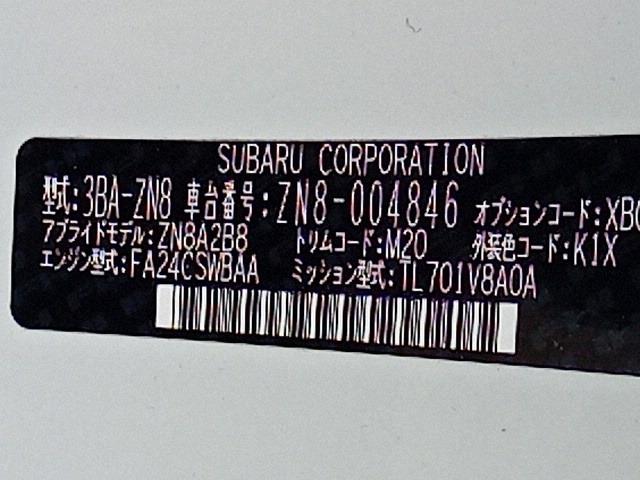 SUBARU CORPORATION
型式:3BA-ZN8 車台番号:ZN8-004846 オプションコード:XB
アプライドモデル:ZN8A2B8 トリムコード:M20 外装色コード:K1X
エンジン型式:FA24CSWBAA ミッション型式:TL701V8A0A